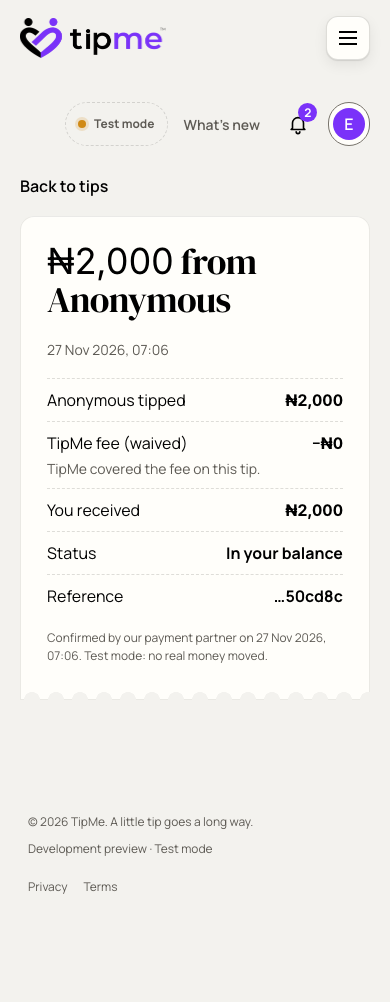 tipme™
Test mode
What's new
2
E
Back to tips
₦2,000 from
Anonymous
27 Nov 2026, 07:06
Anonymous tipped ₦2,000
TipMe fee (waived) −₦0
TipMe covered the fee on this tip.
You received ₦2,000
Status In your balance
Reference …50cd8c
Confirmed by our payment partner on 27 Nov 2026,
07:06. Test mode: no real money moved.
© 2026 TipMe. A little tip goes a long way.
Development preview · Test mode
Privacy Terms